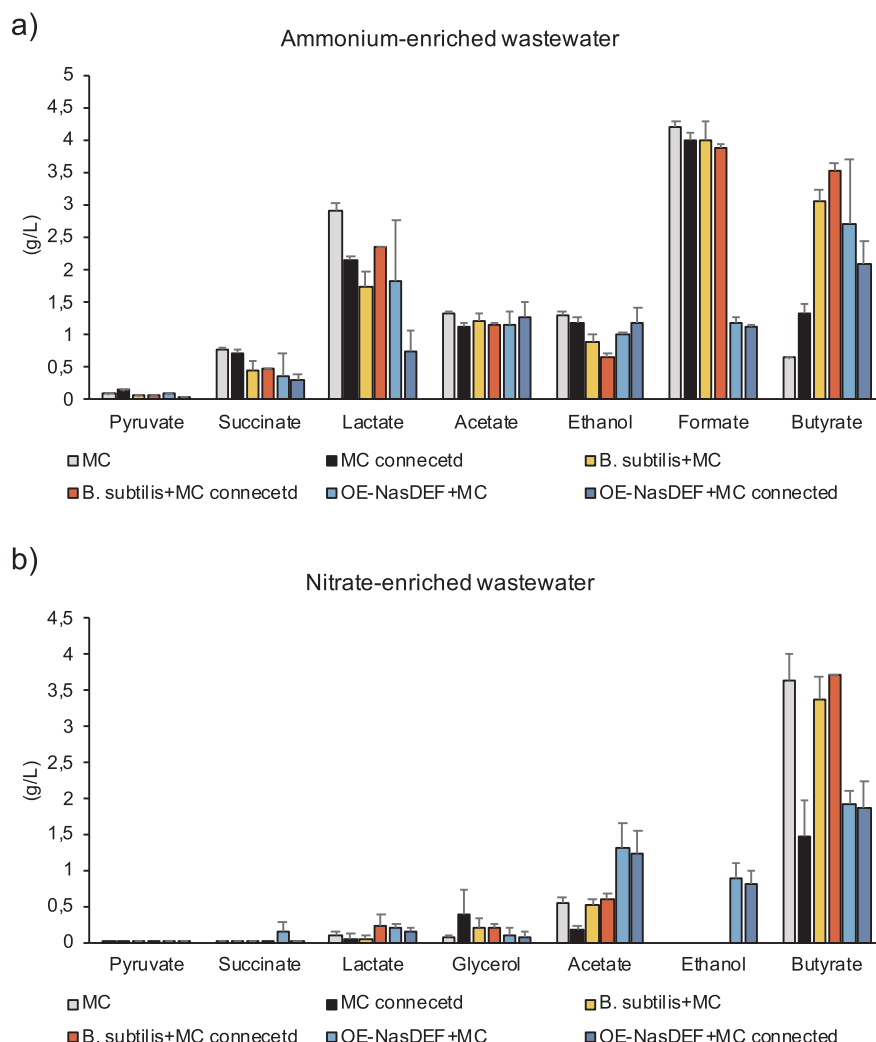 a)
Ammonium-enriched wastewater
5
4,5
4
3,5
3
2,5
2
1,5
1
0,5
0
(g/L)
Pyruvate Succinate Lactate Acetate Ethanol Formate Butyrate
MC MC connecetd B. subtilis+MC
B. subtilis+MC connecetd OE-NasDEF+MC OE-NasDEF+MC connected
b)
Nitrate-enriched wastewater
4,5
4
3,5
3
2,5
2
1,5
1
0,5
0
(g/L)
Pyruvate Succinate Lactate Glycerol Acetate Ethanol Butyrate
MC MC connecetd B. subtilis+MC
B. subtilis+MC connecetd OE-NasDEF+MC OE-NasDEF+MC connected